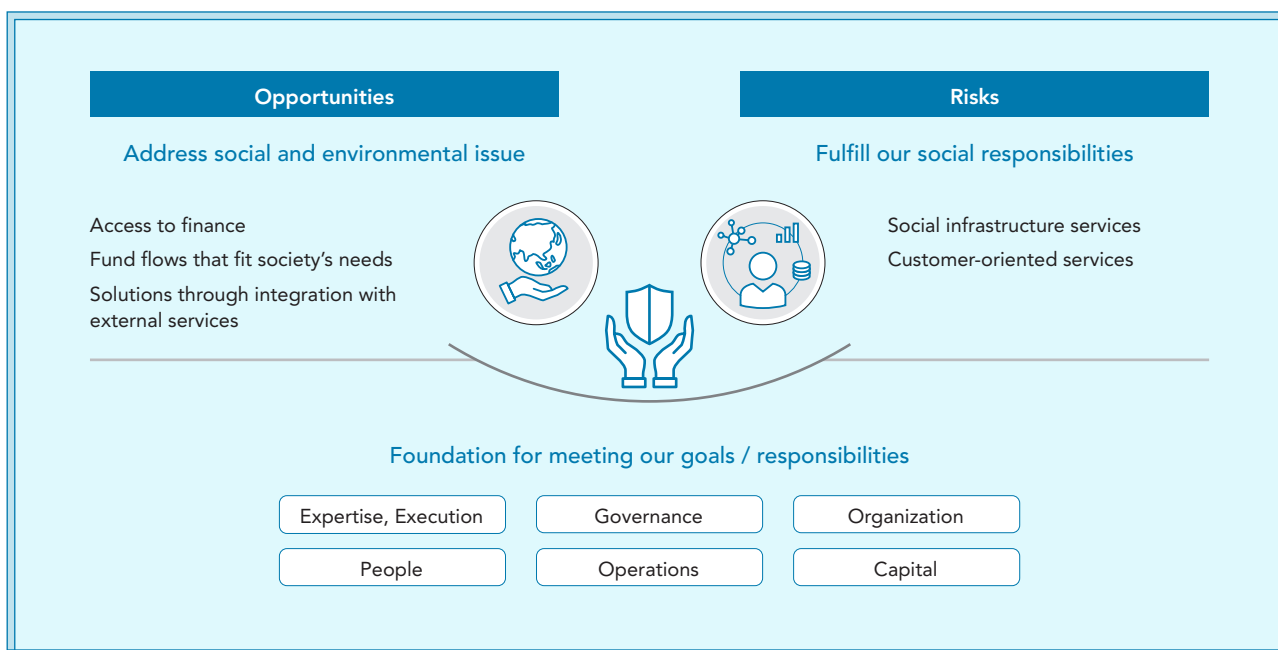 Opportunities
Address social and environmental issue
Access to finance
Fund flows that fit society’s needs
Solutions through integration with
external services
Risks
Fulfill our social responsibilities
Social infrastructure services
Customer-oriented services
Foundation for meeting our goals / responsibilities
Expertise, Execution
Governance
Organization
People
Operations
Capital